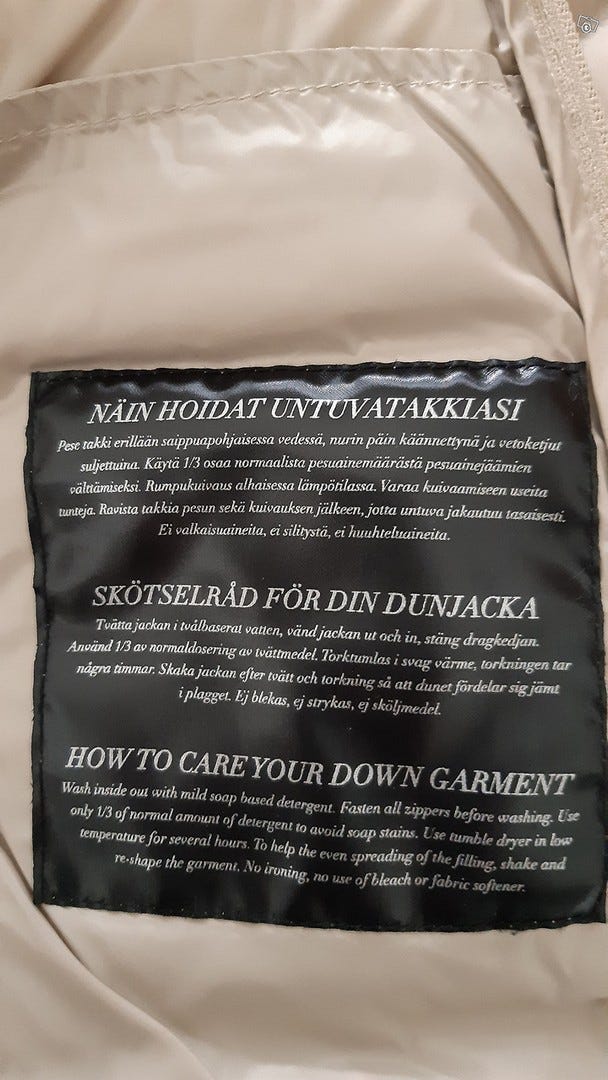 NÄIN HOIDAT UNTUVATAKKIASI
Pese takki erillään saippuapohjaisessa vedessä, nurin päin käännettynä ja vetoketjut
suljettuina. Käytä 1/3 osaa normaalista pesuainemäärästä pesuainejäämien
välttämiseksi. Rumpukuivaus alhaisessa lämpötilassa. Varaa kuivaamiseen useita
tunteja. Ravista takkia pesun sekä kuivauksen jälkeen, jotta untuva jakautuu tasaisesti.
Ei valkaisuaineita, ei silitystä, ei huuhteluaineita.
SKÖTSELRÅD FÖR DIN DUNJACKA
Tvätta jackan i tvålbaserat vatten, vänd jackan ut och in, stäng dragkedjan.
Använd 1/3 av normaldosering av tvättmedel. Torktumlas i svag värme, torkningen tar
några timmar. Skaka jackan efter tvätt och torkning så att dunet fördelar sig jämt
i plagget. Ej blekas, ej strykas, ej sköljmedel.
HOW TO CARE YOUR DOWN GARMENT
Wash inside out with mild soap based detergent. Fasten all zippers before washing. Use
only 1/3 of normal amount of detergent to avoid soap stains. Use tumble dryer in low
temperature for several hours. To help the even spreading of the filling, shake and
re-shape the garment. No ironing, no use of bleach or fabric softener.